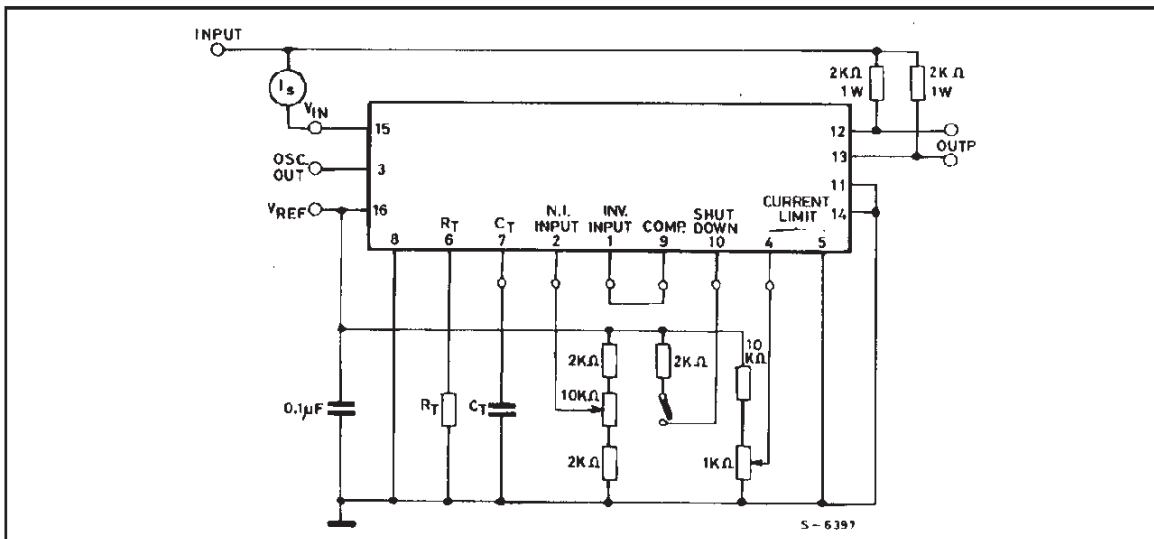 INPUT
Is
VIN
15
OSC.
OUT
3
VREF
16
2KΩ
1W
2KΩ
1W
12
13
OUTP
11
14
8
RT
6
CT
7
N.I.
INPUT
2
INV.
INPUT
1
COMP.
9
SHUT
DOWN
10
CURRENT
LIMIT
4
5
0.1µF
RT
CT
2KΩ
10KΩ
2KΩ
2KΩ
10
KΩ
1KΩ
S-6397